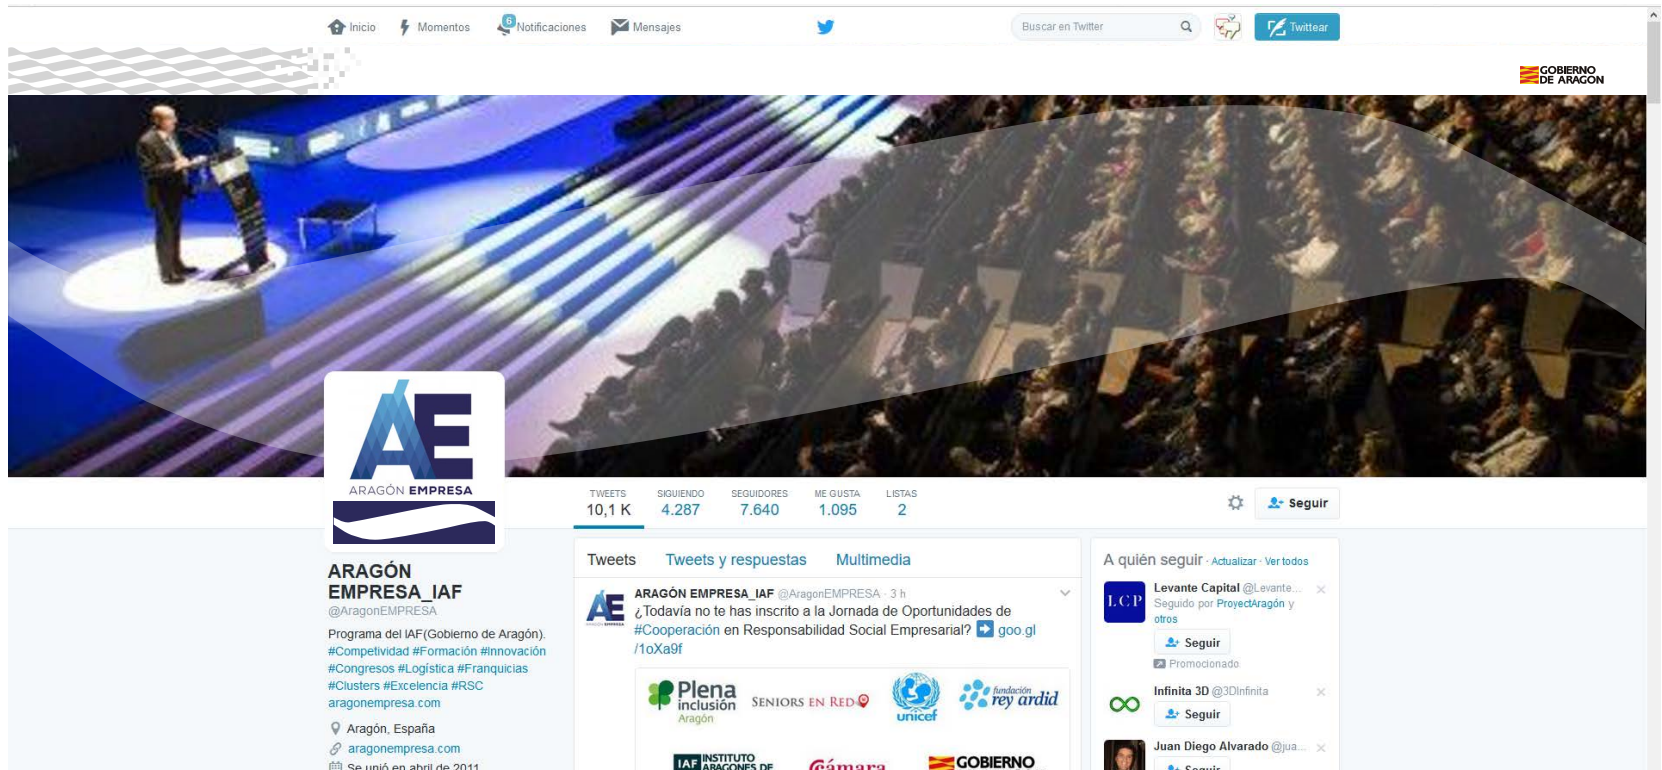 Inicio
Momentos
6
Notificaciones
Mensajes
Buscar en Twitter
Twittear
GOBIERNO
DE ARAGON
ÁE
ARAGÓN EMPRESA
TWEETS
10,1 K
SIGUIENDO
4.287
SEGUIDORES
7.640
ME GUSTA
1.095
LISTAS
2
Seguir
ARAGÓN
EMPRESA_IAF
@AragonEMPRESA
Programa del IAF(Gobierno de Aragón).
#Competividad #Formación #Innovación
#Congresos #Logística #Franquicias
#Clusters #Excelencia #RSC
aragonempresa.com
Aragón, España
aragonempresa.com
Se unió en abril de 2011
Tweets
Tweets y respuestas
Multimedia
ÁE
ARAGÓN EMPRESA_IAF @AragonEMPRESA · 3 h
¿Todavía no te has inscrito a la Jornada de Oportunidades de
#Cooperación en Responsabilidad Social Empresarial? goo.gl
/1oXa9f
Plena
inclusión
Aragón
SENIORS EN RED
unicef
fundación
rey ardid
IAF INSTITUTO
ARAGONES DE
Cámara
GOBIERNO
A quién seguir · Actualizar · Ver todos
LCP
Levante Capital @Levante...
Seguido por ProyectAragón y
otros
Seguir
Promocionado
Infinita 3D @3DInfinita
Seguir
Juan Diego Alvarado @jua...
Seguir